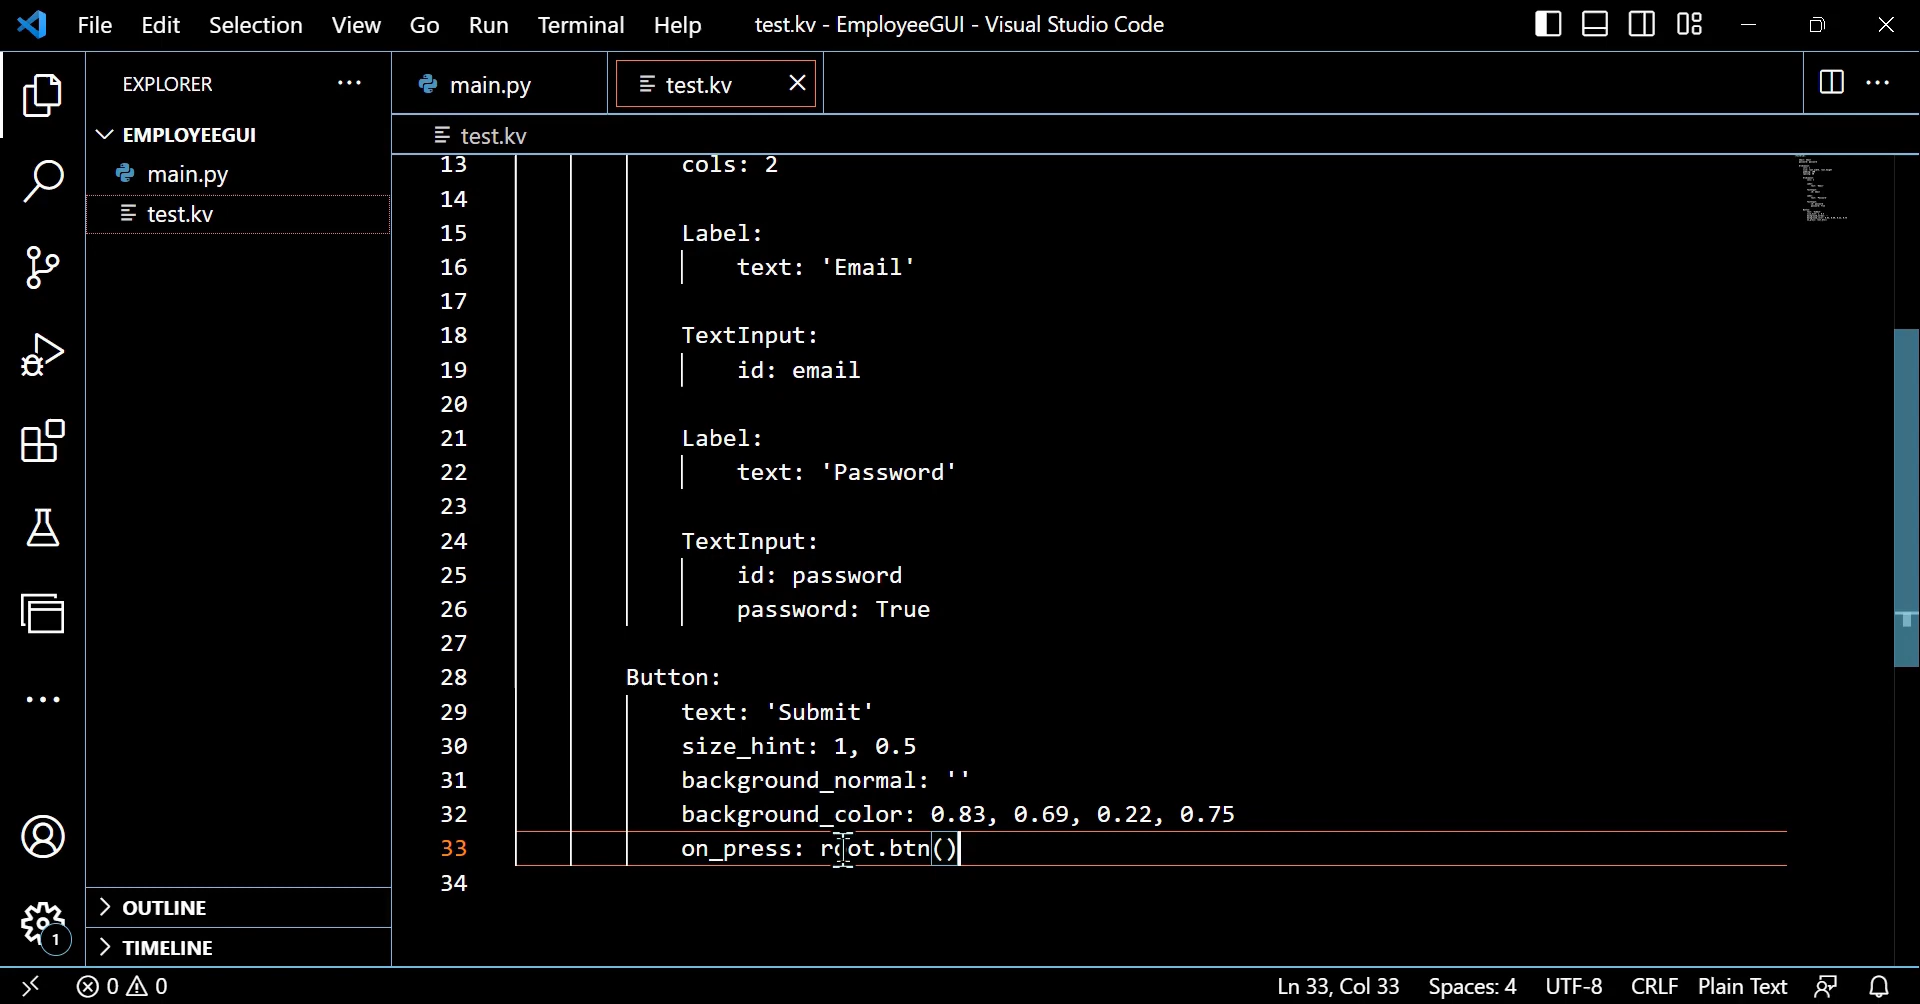 File Edit Selection View Go Run Terminal Help test.kv - EmployeeGUI - Visual Studio Code
EXPLORER
main.py
test.kv
EMPLOYEEGUI
main.py
test.kv
OUTLINE
TIMELINE
test.kv
13 cols: 2
14
15 Label:
16 text: 'Email'
17
18 TextInput:
19 id: email
20
21 Label:
22 text: 'Password'
23
24 TextInput:
25 id: password
26 password: True
27
28 Button:
29 text: 'Submit'
30 size_hint: 1, 0.5
31 background_normal: ''
32 background_color: 0.83, 0.69, 0.22, 0.75
33 on_press: root.btn()
34
1
0 0 Ln 33, Col 33 Spaces: 4 UTF-8 CRLF Plain Text